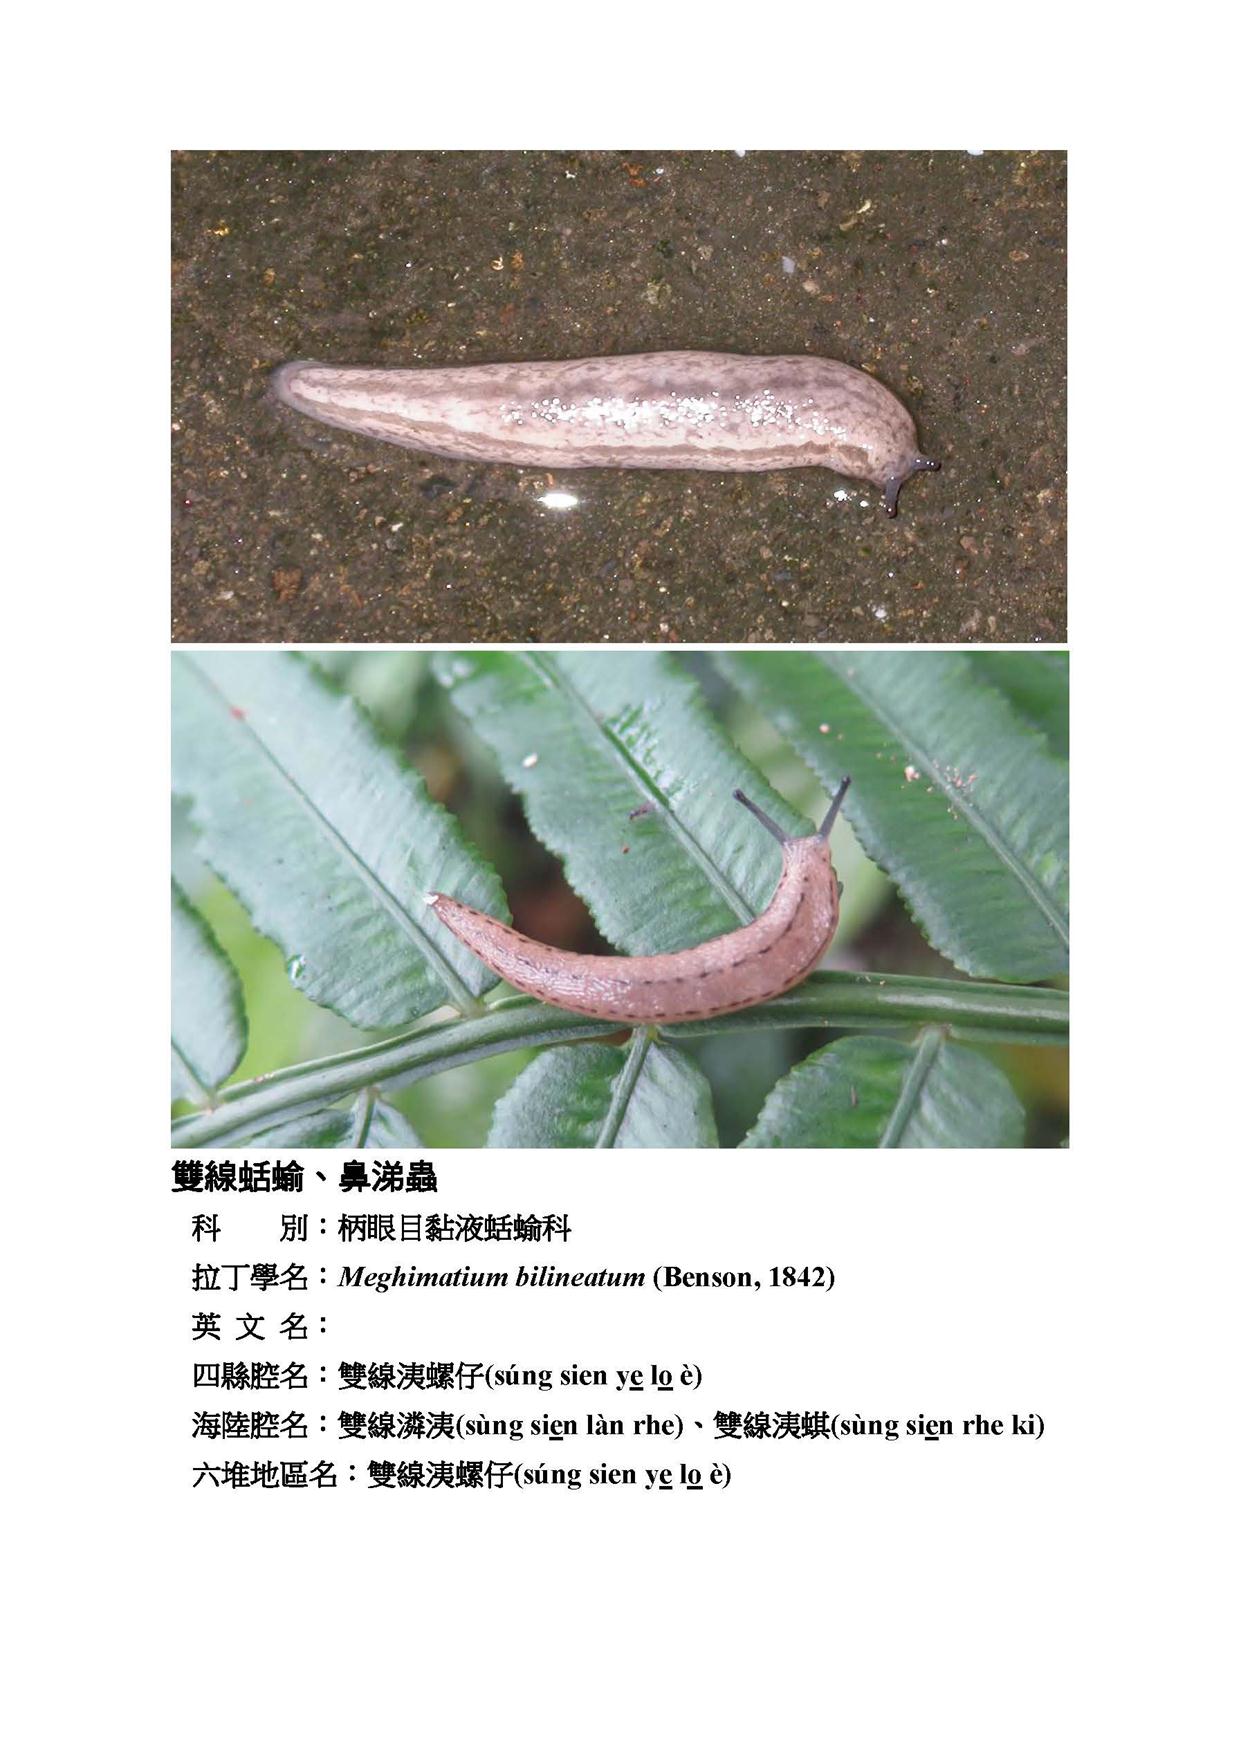 雙線蛞蝓、鼻涕蟲
科　　別：柄眼目黏液蛞蝓科
拉丁學名：Meghimatium bilineatum (Benson, 1842)
英 文 名：
四縣腔名：雙線洟螺仔(súng sien ye lo è)
海陸腔名：雙線潾洟(sùng sien làn rhe)、雙線洟蜞(sùng sien rhe ki)
六堆地區名：雙線洟螺仔(súng sien ye lo è)